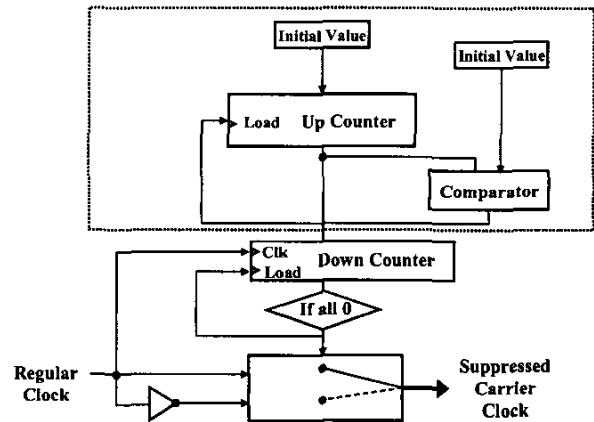 Initial Value
Initial Value
Load Up Counter
Comparator
Clk
Down Counter
Load
If all 0
Regular
Clock
Suppressed
Carrier
Clock